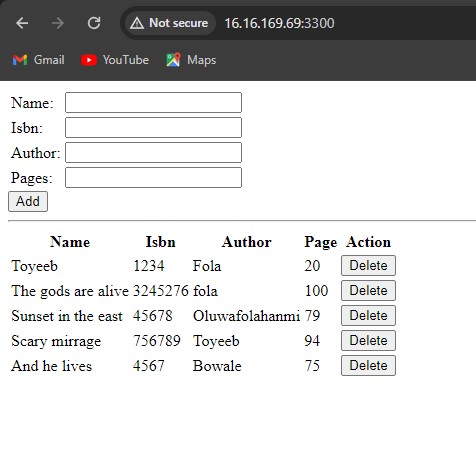 Not secure 16.16.169.69:3300
Gmail YouTube Maps
Name:
Isbn:
Author:
Pages:
Add
Name Isbn Author Page Action
Toyeeb 1234 Fola 20 Delete
The gods are alive 3245276 fola 100 Delete
Sunset in the east 45678 Oluwafolahanmi 79 Delete
Scary mirrage 756789 Toyeeb 94 Delete
And he lives 4567 Bowale 75 Delete